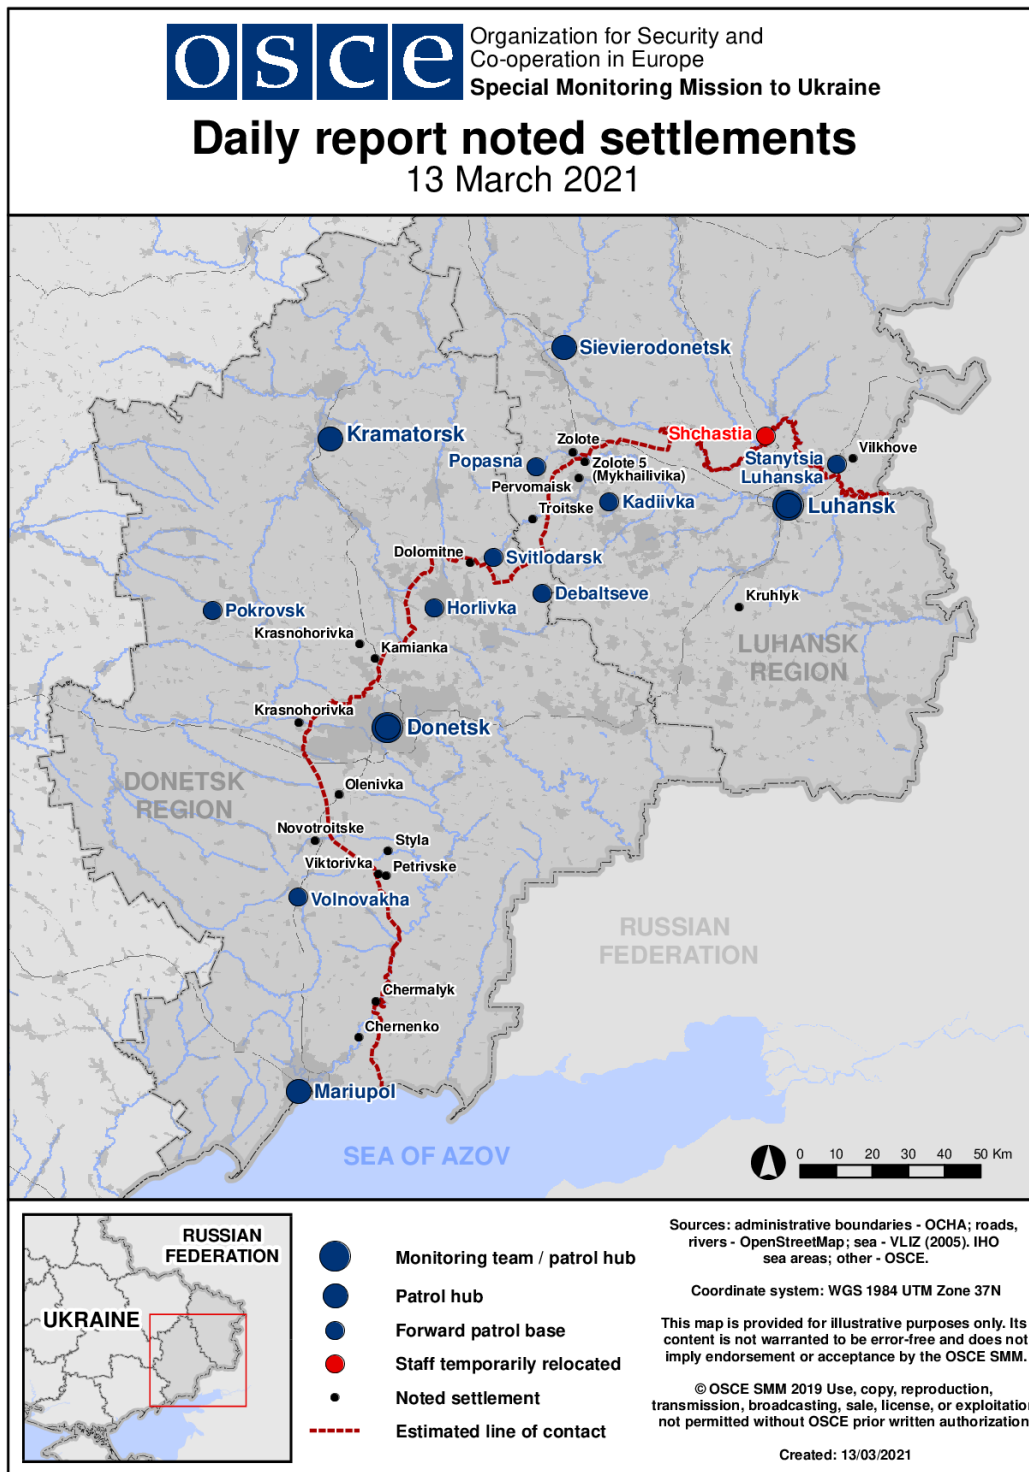 osce
Organization for Security and
Co-operation in Europe
Special Monitoring Mission to Ukraine
Daily report noted settlements
13 March 2021
Sievierodonetsk
Kramatorsk
Shchastia
Zolote
Vilkhove
Popasna
Zolote 5
(Mykhailivika)
Stanytsia
Luhanska
Pervomaisk
Kadiivka
Luhansk
Troitske
Dolomitne
Svitlodarsk
Debaltseve
Kruhlyk
Pokrovsk
Horlivka
Krasnohorivka
Kamianka
LUHANSK
REGION
Krasnohorivka
Donetsk
DONETSK
REGION
Olenivka
Novotroitske
Styla
Viktorivka
Petrivske
Volnovakha
RUSSIAN
FEDERATION
Chermalyk
Chernenko
Mariupol
SEA OF AZOV
0 10 20 30 40 50 Km
RUSSIAN
FEDERATION
UKRAINE
Monitoring team / patrol hub
Patrol hub
Forward patrol base
Staff temporarily relocated
Noted settlement
Estimated line of contact
Sources: administrative boundaries - OCHA; roads,
rivers - OpenStreetMap; sea - VLIZ (2005). IHO
sea areas; other - OSCE.
Coordinate system: WGS 1984 UTM Zone 37N
This map is provided for illustrative purposes only. Its
content is not warranted to be error-free and does not
imply endorsement or acceptance by the OSCE SMM.
© OSCE SMM 2019 Use, copy, reproduction,
transmission, broadcasting, sale, license, or exploitation
not permitted without OSCE prior written authorization
Created: 13/03/2021